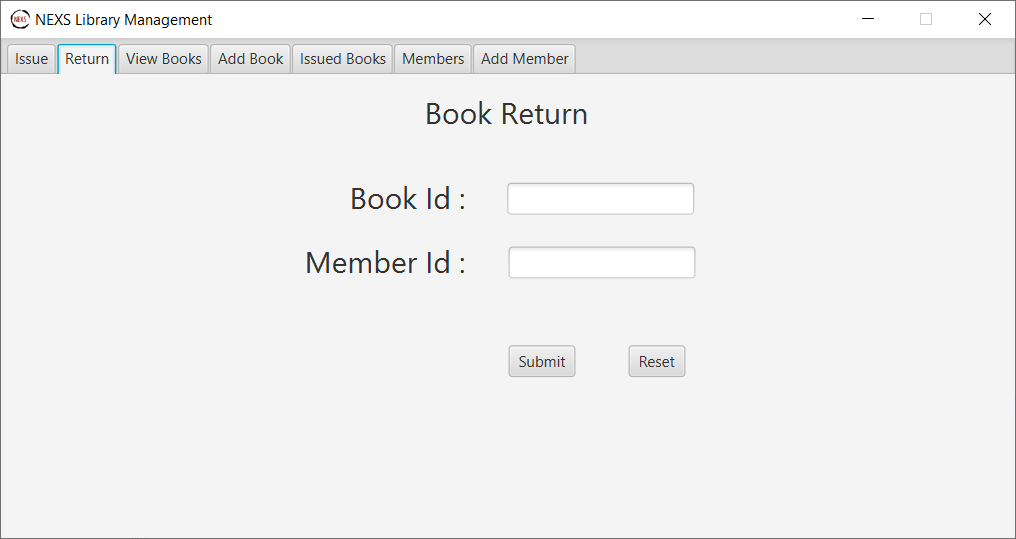 NEXS NEXS Library Management
Issue Return View Books Add Book Issued Books Members Add Member
Book Return
Book Id :
Member Id :
Submit Reset